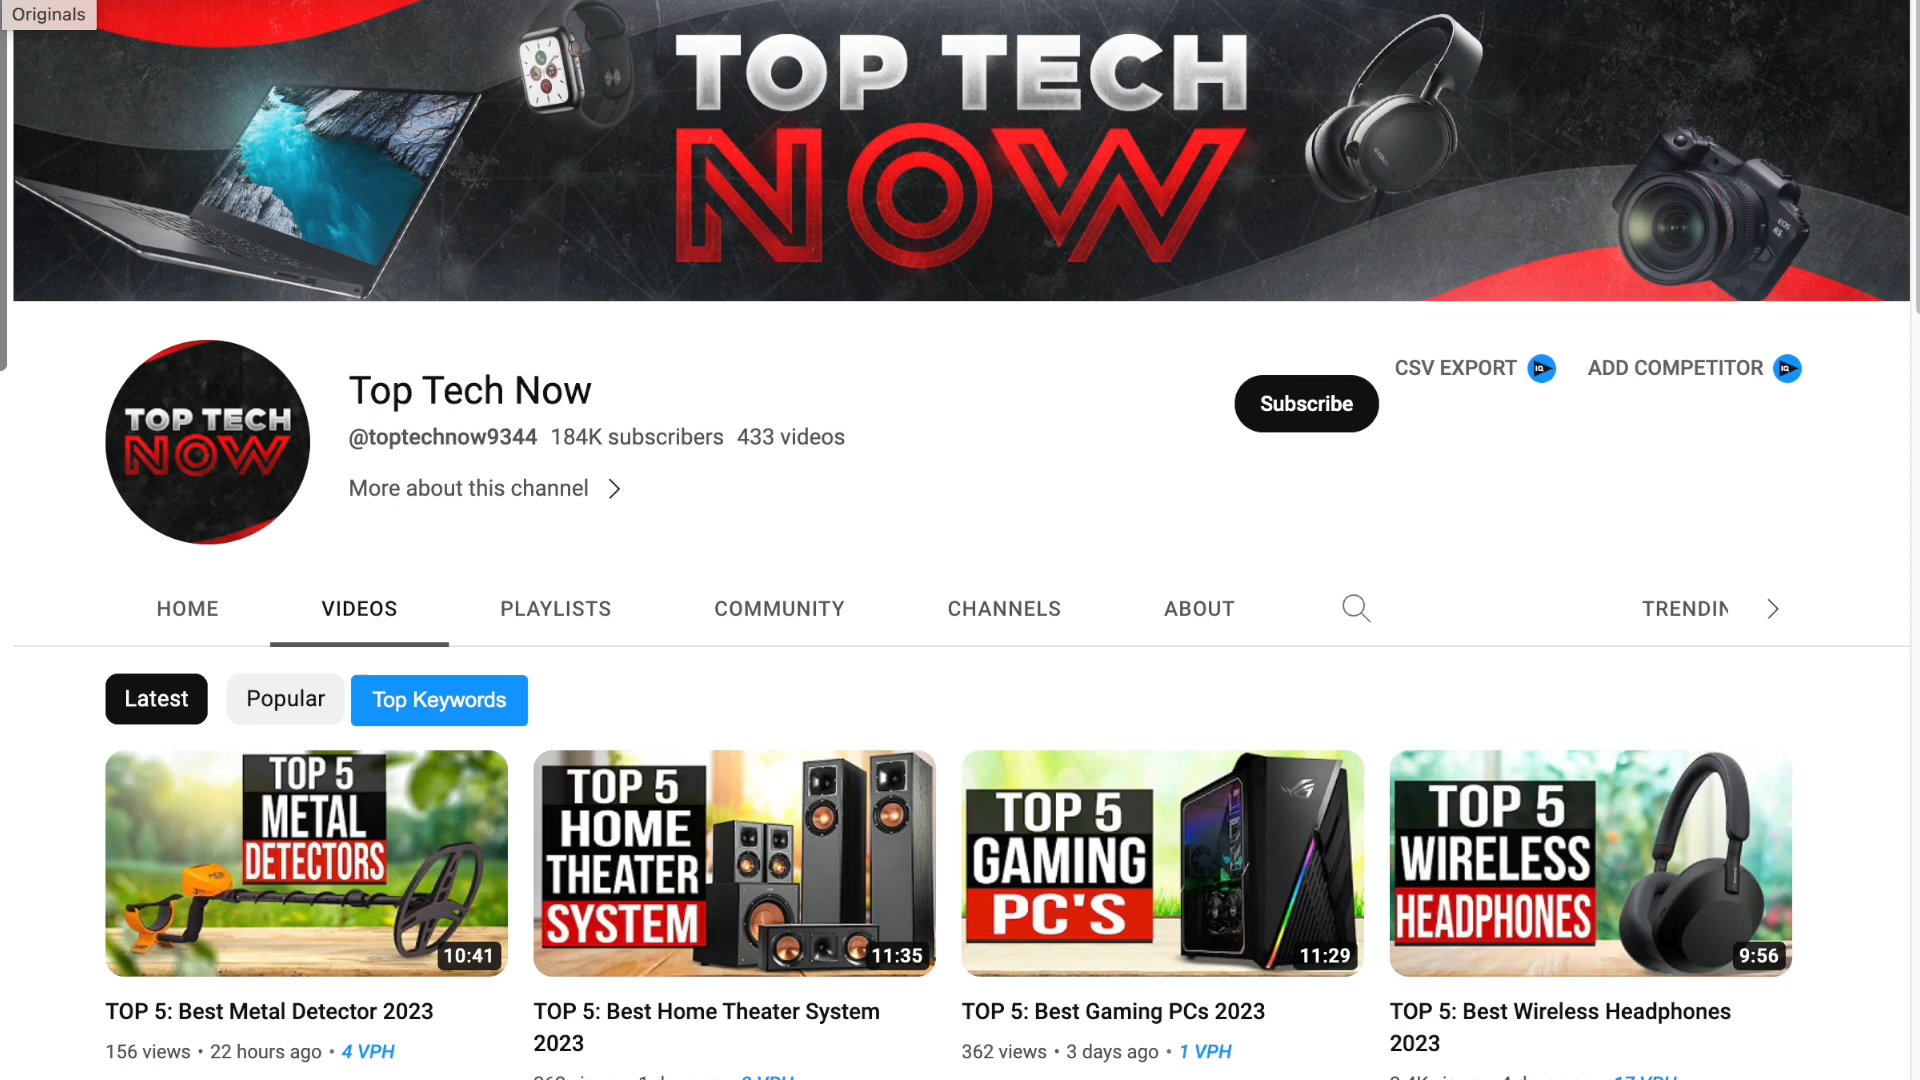 Originals
TOP TECH
NOW
CSV EXPORT
ADD COMPETITOR
Top Tech Now
Subscribe
TOP TECH
NOW
@toptechnow9344 184K subscribers 433 videos
More about this channel
HOME VIDEOS PLAYLISTS COMMUNITY CHANNELS ABOUT TRENDIN
Latest Popular Top Keywords
TOP 5
METAL
DETECTORS
10:41
TOP 5
HOME
THEATER
SYSTEM
11:35
TOP 5
GAMING
PC'S
11:29
TOP 5
WIRELESS
HEADPHONES
9:56
TOP 5: Best Metal Detector 2023
156 views • 22 hours ago • 4 VPH
TOP 5: Best Home Theater System
2023
TOP 5: Best Gaming PCs 2023
362 views • 3 days ago • 1 VPH
TOP 5: Best Wireless Headphones
2023